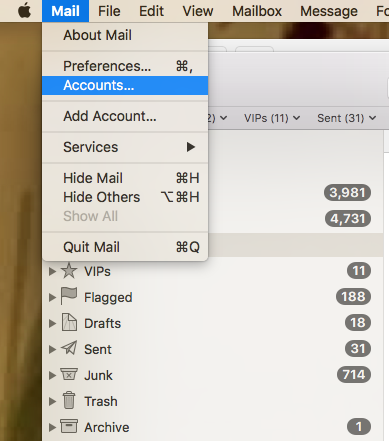 Mail File Edit View Mailbox Message
About Mail
Preferences... ⌘,
Accounts...
Add Account...
Services ▶
Hide Mail ⌘H
Hide Others ⌥⌘H
Show All
Quit Mail ⌘Q
2) VIPs (11) Sent (31)
3,981
4,731
VIPs 11
Flagged 188
Drafts 18
Sent 31
Junk 714
Trash
Archive 1